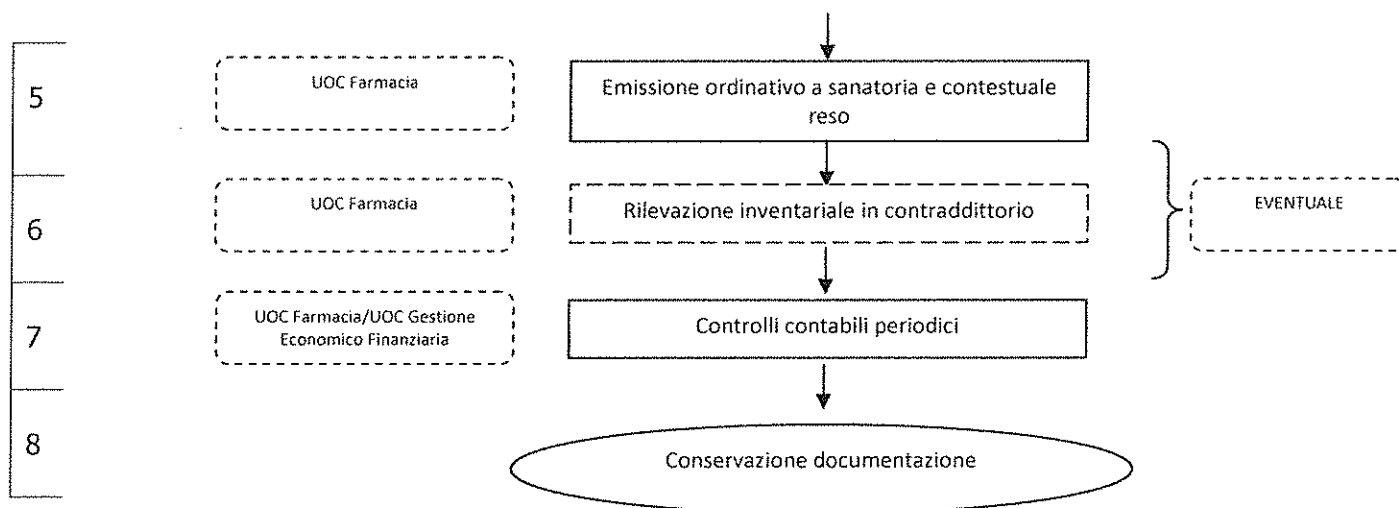 5
UOC Farmacia
Emissione ordinativo a sanatoria e contestuale
reso
6
UOC Farmacia
Rilevazione inventariale in contraddittorio
EVENTUALE
7
UOC Farmacia/UOC Gestione
Economico Finanziaria
Controlli contabili periodici
8
Conservazione documentazione